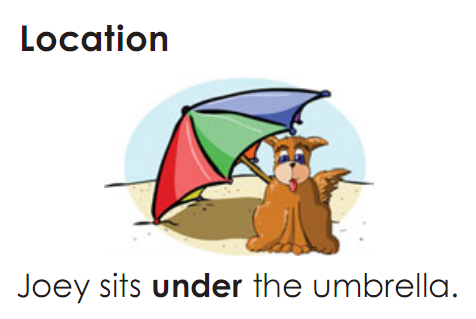 Location
Joey sits under the umbrella.